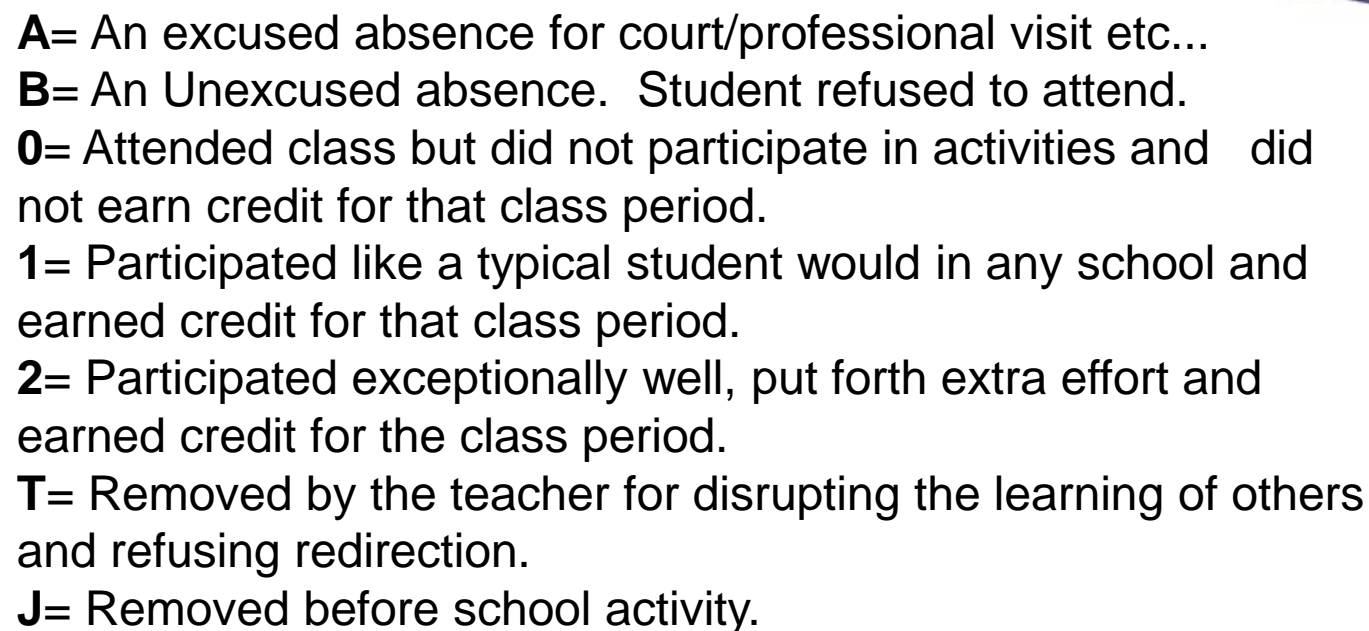 A= An excused absence for court/professional visit etc...
B= An Unexcused absence.  Student refused to attend.
0= Attended class but did not participate in activities and   did
not earn credit for that class period.
1= Participated like a typical student would in any school and
earned credit for that class period.
2= Participated exceptionally well, put forth extra effort and
earned credit for the class period.
T= Removed by the teacher for disrupting the learning of others
and refusing redirection.
J= Removed before school activity.